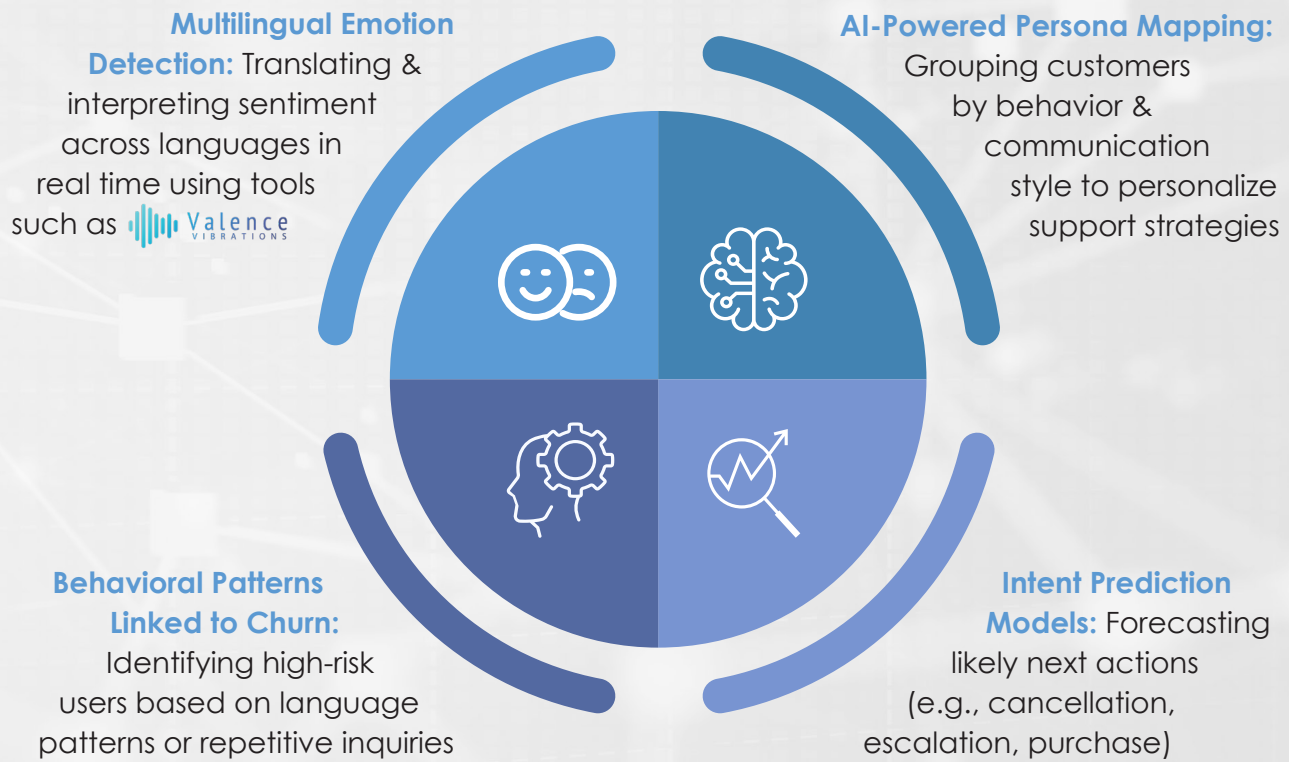 Multilingual Emotion
Detection: Translating &
interpreting sentiment
across languages in
real time using tools
such as Valence
VIBRATIONS
AI-Powered Persona Mapping:
Grouping customers
by behavior &
communication
style to personalize
support strategies
Behavioral Patterns
Linked to Churn:
Identifying high-risk
users based on language
patterns or repetitive inquiries
Intent Prediction
Models: Forecasting
likely next actions
(e.g., cancellation,
escalation, purchase)